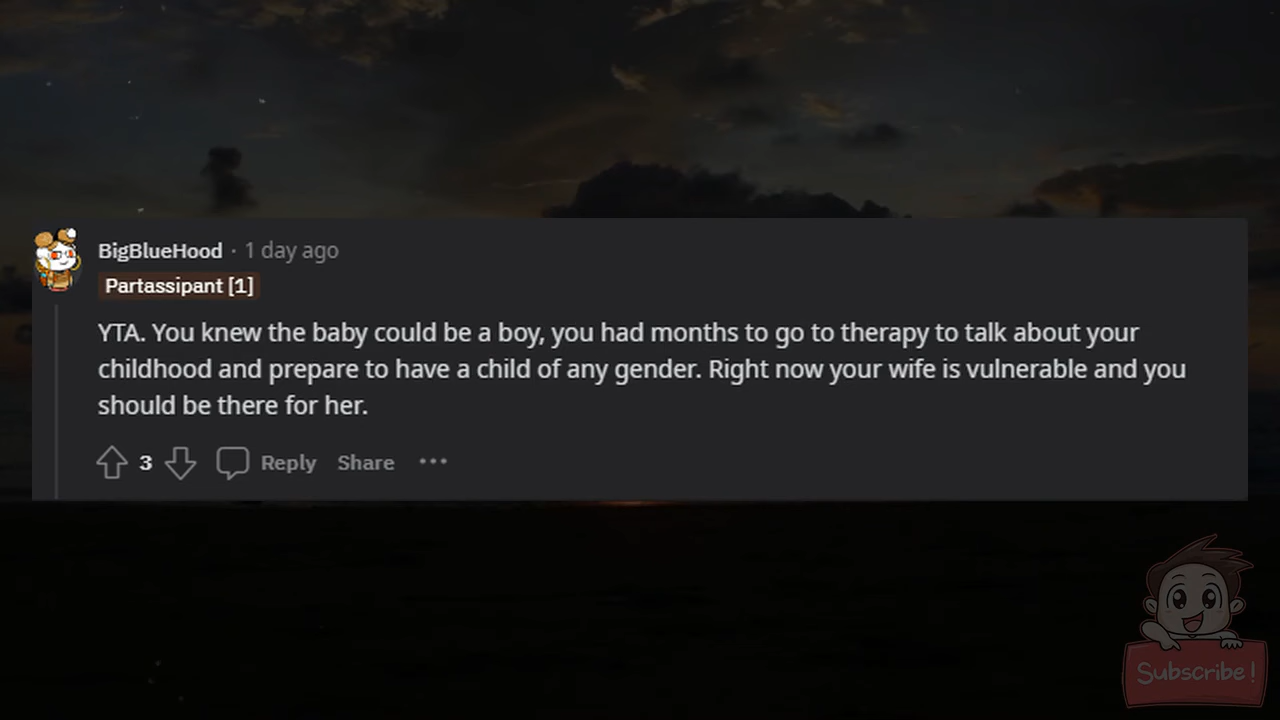 BigBlueHood · 1 day ago
Partassipant [1]
YTA. You knew the baby could be a boy, you had months to go to therapy to talk about your
childhood and prepare to have a child of any gender. Right now your wife is vulnerable and you
should be there for her.
3 Reply Share ···
Subscribe!